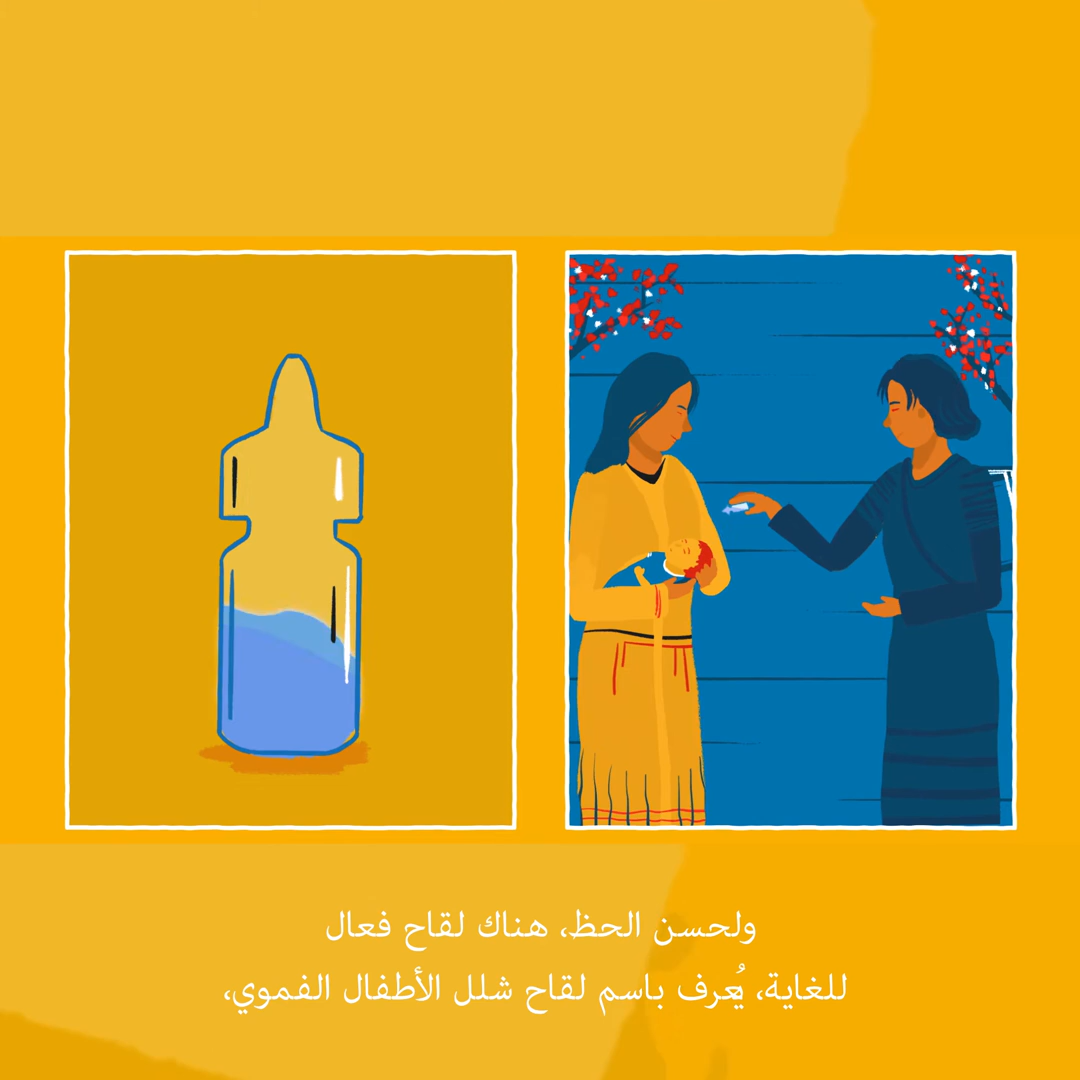 ولحسن الحظ، هناك لقاح فعال
للغاية، يُعرف باسم لقاح شلل الأطفال الفموي،